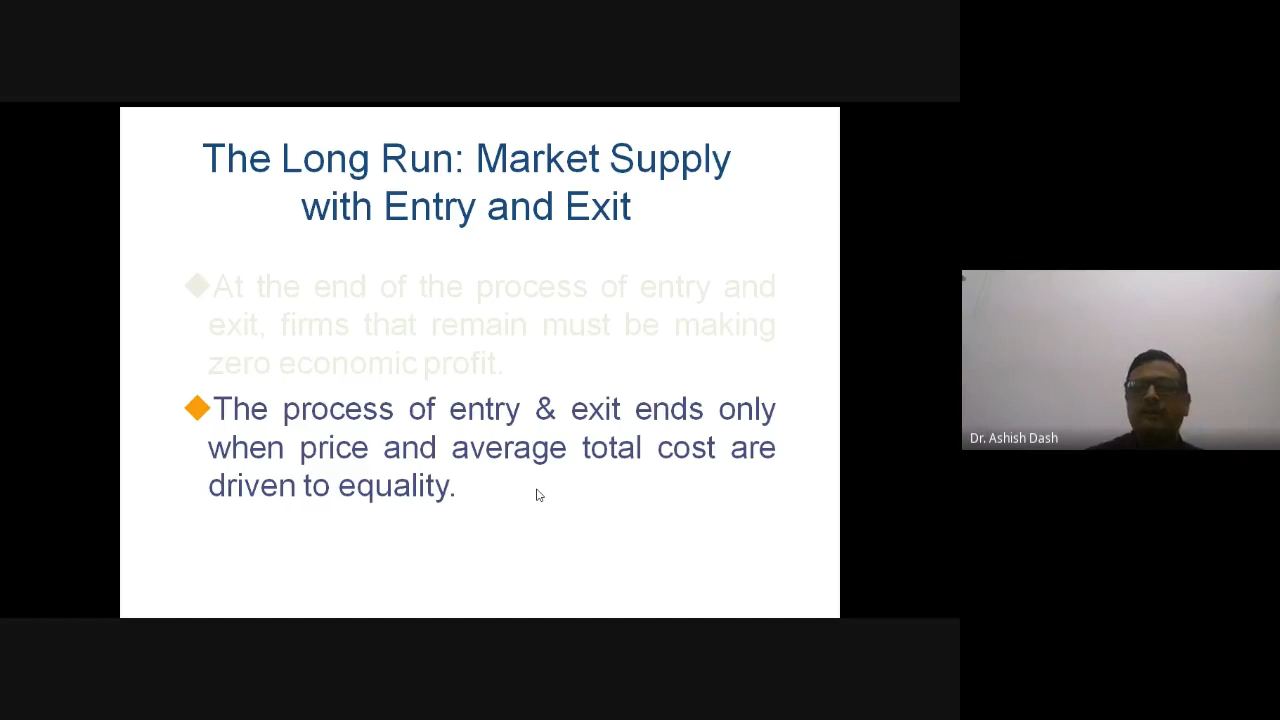 The Long Run: Market Supply
with Entry and Exit
At the end of the process of entry and
exit, firms that remain must be making
zero economic profit.
The process of entry & exit ends only
when price and average total cost are
driven to equality.
Dr. Ashish Dash